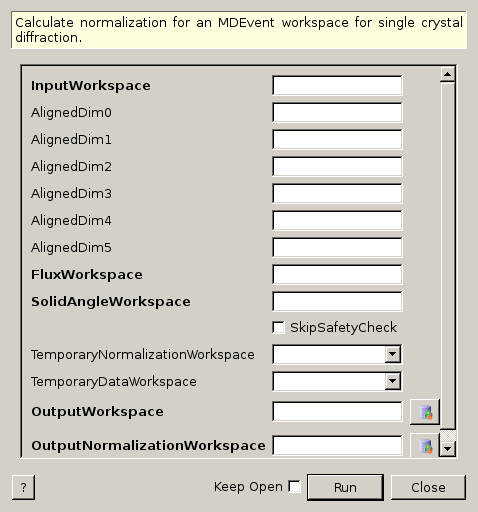 Calculate normalization for an MDEvent workspace for single crystal
diffraction.
InputWorkspace
AlignedDim0
AlignedDim1
AlignedDim2
AlignedDim3
AlignedDim4
AlignedDim5
FluxWorkspace
SolidAngleWorkspace
SkipSafetyCheck
TemporaryNormalizationWorkspace
TemporaryDataWorkspace
OutputWorkspace
OutputNormalizationWorkspace
? Keep Open Run Close